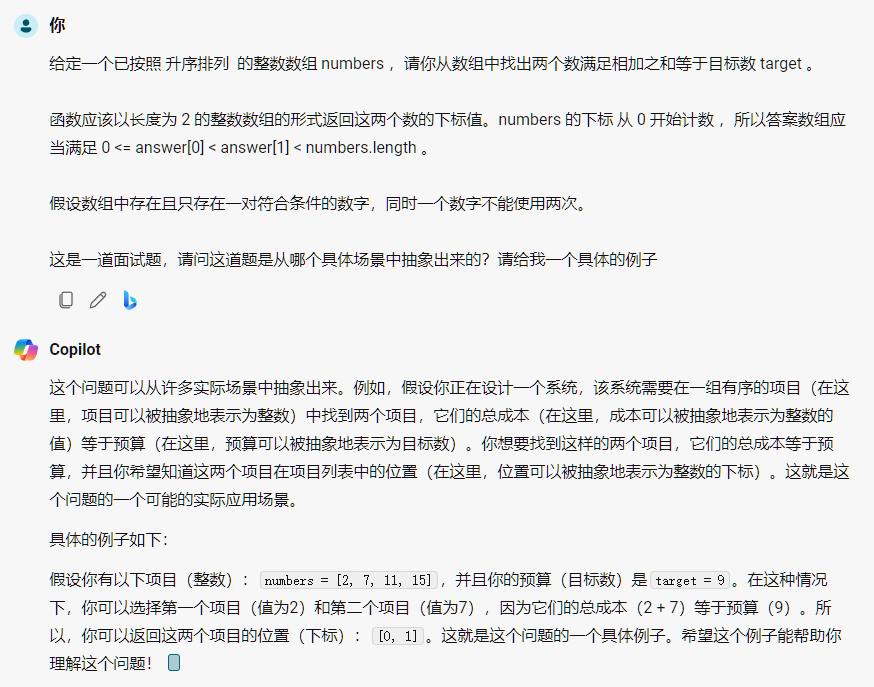 你
给定一个已按照 升序排列 的整数数组 numbers ，请你从数组中找出两个数满足相加之和等于目标数 target 。
函数应该以长度为 2 的整数数组的形式返回这两个数的下标值。numbers 的下标 从 0 开始计数 ，所以答案数组应
当满足 0 <= answer[0] < answer[1] < numbers.length 。
假设数组中存在且只存在一对符合条件的数字，同时一个数字不能使用两次。
这是一道面试题，请问这道题是从哪个具体场景中抽象出来的？请给我一个具体的例子
Copilot
这个问题可以从许多实际场景中抽象出来。例如，假设你正在设计一个系统，该系统需要在一组有序的项目（在这
里，项目可以被抽象地表示为整数）中找到两个项目，它们的总成本（在这里，成本可以被抽象地表示为整数的
值）等于预算（在这里，预算可以被抽象地表示为目标数）。你想要找到这样的两个项目，它们的总成本等于预
算，并且你希望知道这两个项目在项目列表中的位置（在这里，位置可以被抽象地表示为整数的下标）。这就是这
个问题的一个可能的实际应用场景。
具体的例子如下：
假设你有以下项目（整数）： numbers = [2, 7, 11, 15] ，并且你的预算（目标数）是 target = 9 。在这种情况
下，你可以选择第一个项目（值为2）和第二个项目（值为7），因为它们的总成本（2 + 7）等于预算（9）。所
以，你可以返回这两个项目的位置（下标）： [0, 1] 。这就是这个问题的一个具体例子。希望这个例子能帮助你
理解这个问题！